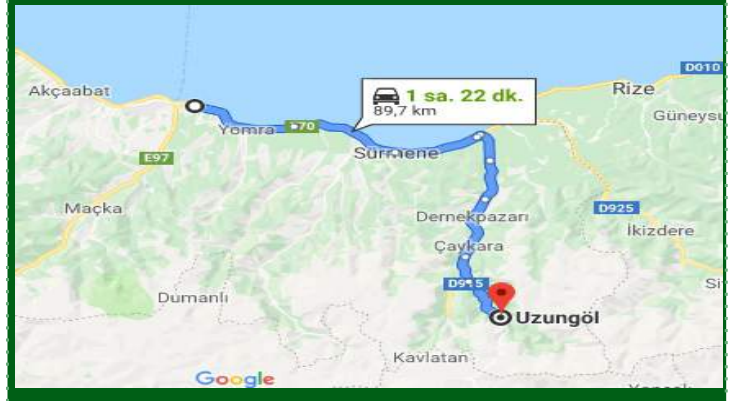 D010
Akçaabat
Rize
1 sa. 22 dk.
89,7 km
Güneysu
Yomra
E70
Sürmene
E97
Maçka
Dernekpazarı
D925
İkizdere
Çaykara
D915
Si
Dumanlı
Uzungöl
Kavlatan
Google